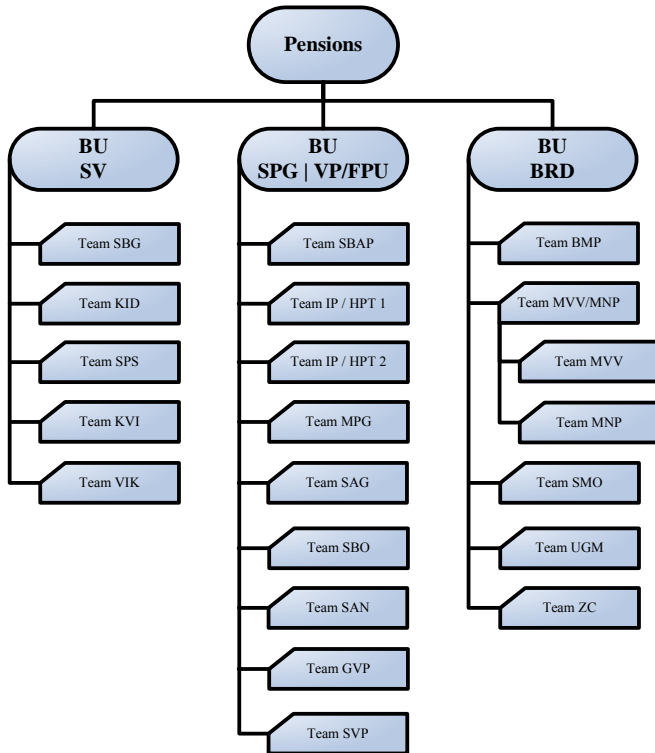 Pensions
BU
SV
Team SBG
Team KID
Team SPS
Team KVI
Team VIK
BU
SPG | VP/FPU
Team SBAP
Team IP / HPT 1
Team IP / HPT 2
Team MPG
Team SAG
Team SBO
Team SAN
Team GVP
Team SVP
BU
BRD
Team BMP
Team MVV/MNP
Team MVV
Team MNP
Team SMO
Team UGM
Team ZC